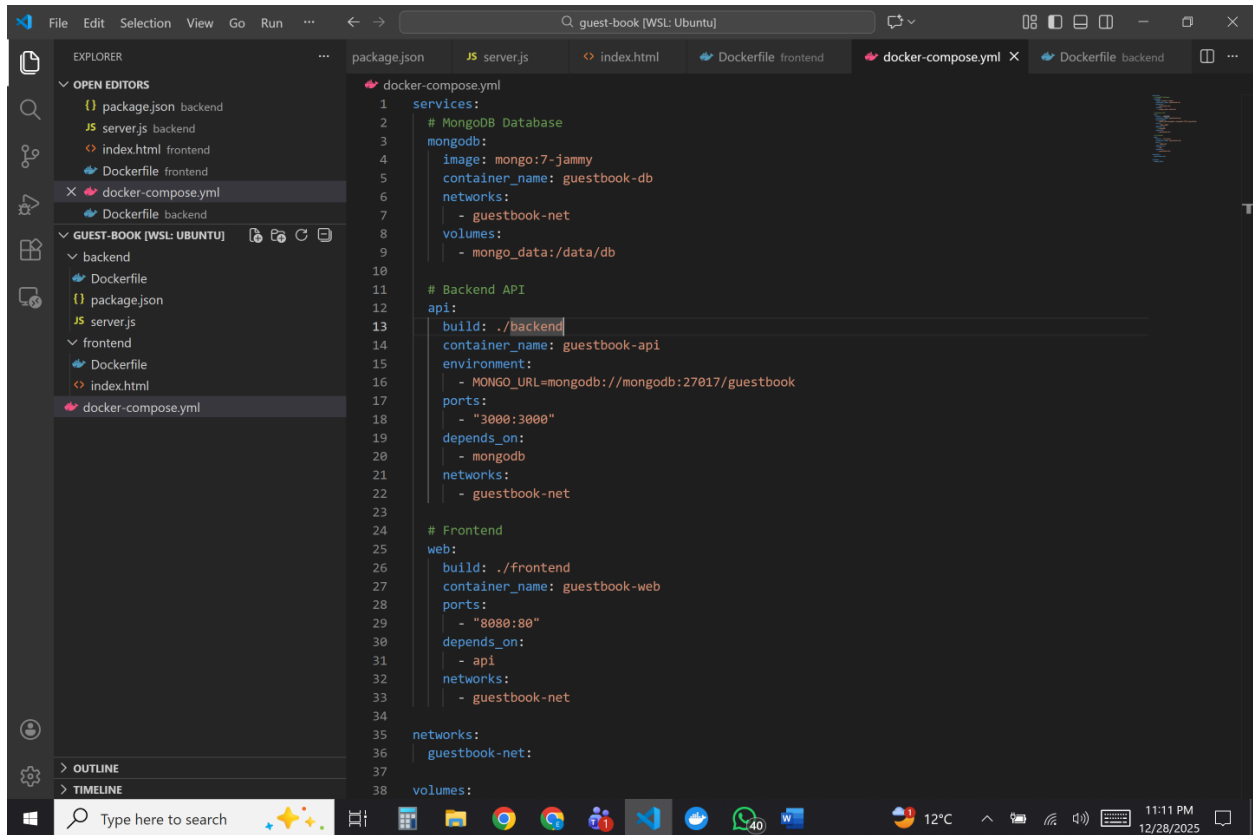 File Edit Selection View Go Run ··· guest-book [WSL: Ubuntu]
EXPLORER ···
OPEN EDITORS
{} package.json backend
JS server.js backend
<> index.html frontend
Dockerfile frontend
docker-compose.yml
Dockerfile backend
GUEST-BOOK [WSL: UBUNTU]
backend
Dockerfile
{} package.json
JS server.js
frontend
Dockerfile
<> index.html
docker-compose.yml
OUTLINE
TIMELINE
package.json JS server.js <> index.html Dockerfile frontend docker-compose.yml Dockerfile backend ···
docker-compose.yml
1 services:
2 # MongoDB Database
3 mongodb:
4 image: mongo:7-jammy
5 container_name: guestbook-db
6 networks:
7 - guestbook-net
8 volumes:
9 - mongo_data:/data/db
10
11 # Backend API
12 api:
13 build: ./backend
14 container_name: guestbook-api
15 environment:
16 - MONGO_URL=mongodb://mongodb:27017/guestbook
17 ports:
18 - "3000:3000"
19 depends_on:
20 - mongodb
21 networks:
22 - guestbook-net
23
24 # Frontend
25 web:
26 build: ./frontend
27 container_name: guestbook-web
28 ports:
29 - "8080:80"
30 depends_on:
31 - api
32 networks:
33 - guestbook-net
34
35 networks:
36 guestbook-net:
37
38 volumes:
Type here to search 1 40 W 1 12°C 11:11 PM
12/28/2025